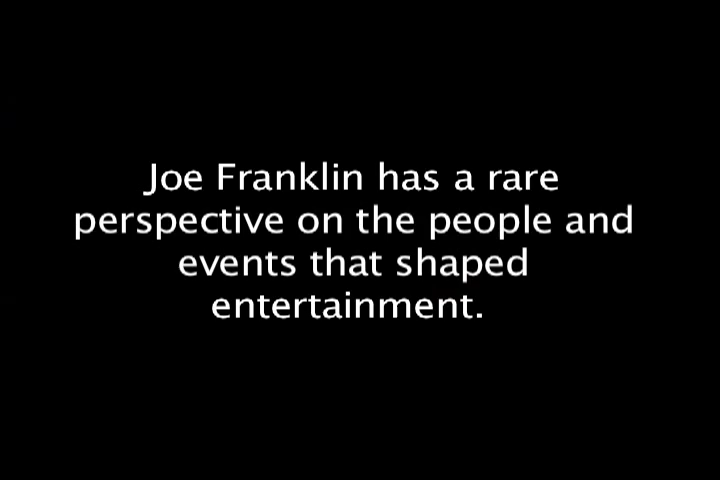 Joe Franklin has a rare
perspective on the people and
events that shaped
entertainment.